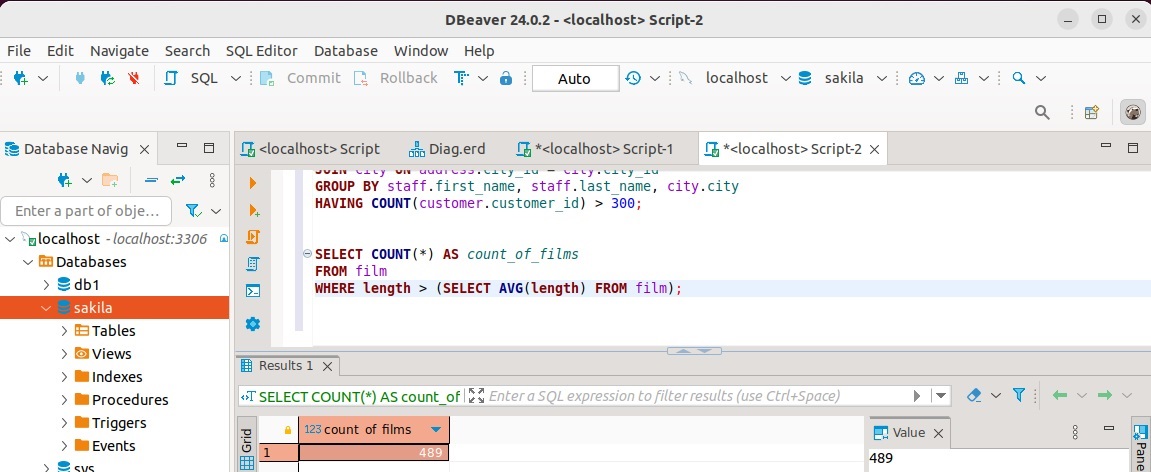 DBeaver 24.0.2 - <localhost> Script-2
File Edit Navigate Search SQL Editor Database Window Help
SQL Commit Rollback Auto localhost sakila
Database Navig
<localhost> Script Diag.erd *<localhost> Script-1 *<localhost> Script-2
Enter a part of obje...
localhost - localhost:3306
Databases
db1
sakila
Tables
Views
Indexes
Procedures
Triggers
Events
sys
JOIN city ON address.city_id = city.city_id
GROUP BY staff.first_name, staff.last_name, city.city
HAVING COUNT(customer.customer_id) > 300;
SELECT COUNT(*) AS count_of_films
FROM film
WHERE length > (SELECT AVG(length) FROM film);
Results 1
SELECT COUNT(*) AS count_of Enter a SQL expression to filter results (use Ctrl+Space)
Grid
123 count of films
1 489
Value
489
Pane